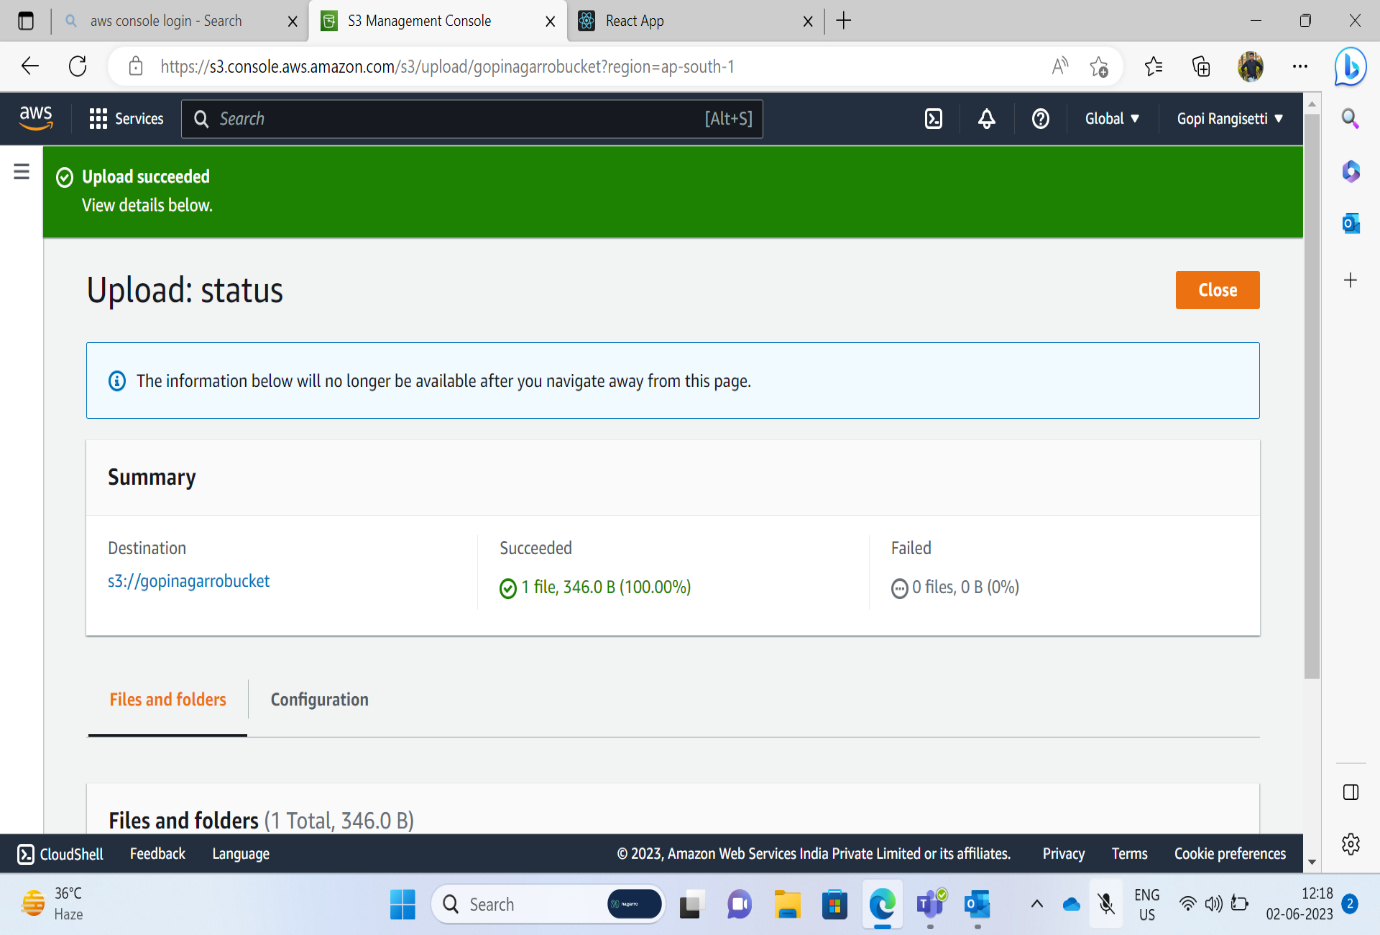 aws console login - Search
S3 Management Console
React App
https://s3.console.aws.amazon.com/s3/upload/gopinagarrobucket?region=ap-south-1
aws
Services
Search
[Alt+S]
Global
Gopi Rangisetti
Upload succeeded
View details below.
Upload: status
Close
The information below will no longer be available after you navigate away from this page.
Summary
Destination
s3://gopinagarrobucket
Succeeded
1 file, 346.0 B (100.00%)
Failed
0 files, 0 B (0%)
Files and folders
Configuration
Files and folders (1 Total, 346.0 B)
CloudShell
Feedback
Language
© 2023, Amazon Web Services India Private Limited or its affiliates.
Privacy
Terms
Cookie preferences
36°C
Haze
Search
ENG
US
12:18
02-06-2023
2